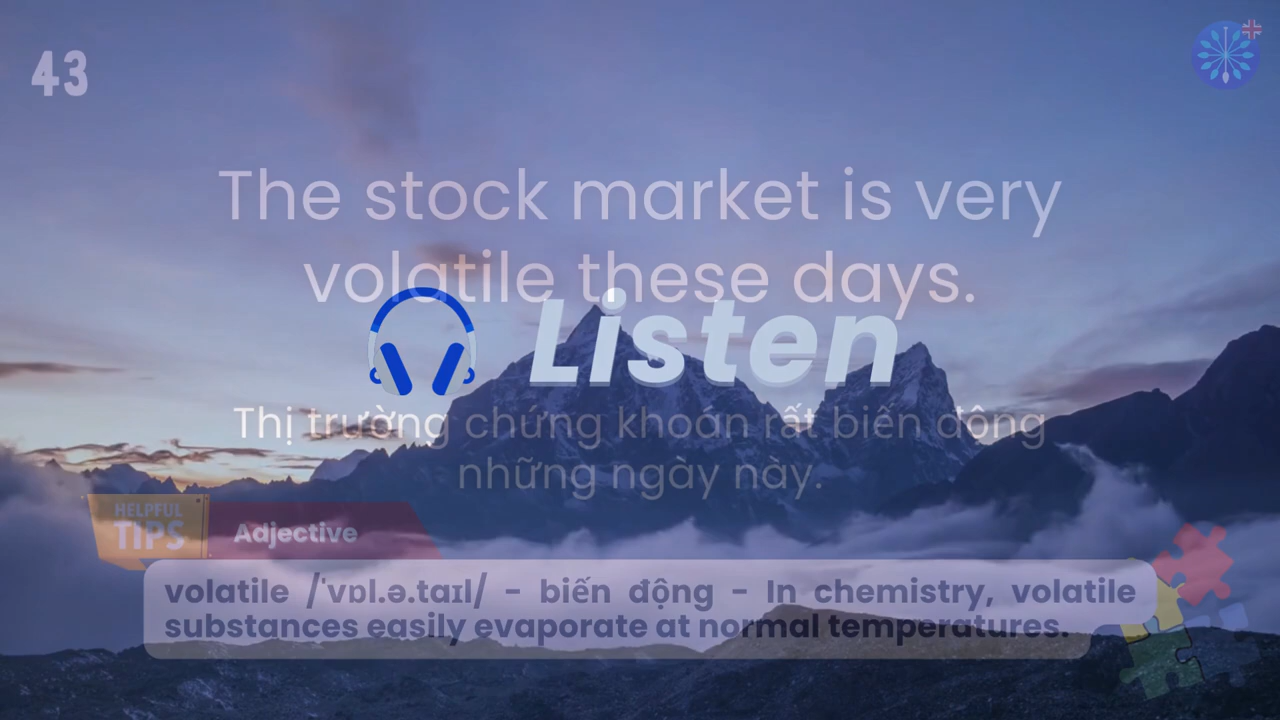 43
The stock market is very
volatile these days.
Listen
Thị trường chứng khoán rất biến động
những ngày này.
HELPFUL
TIPS
Adjective
volatile /ˈvɒl.ə.taɪl/ - biến động - In chemistry, volatile
substances easily evaporate at normal temperatures.